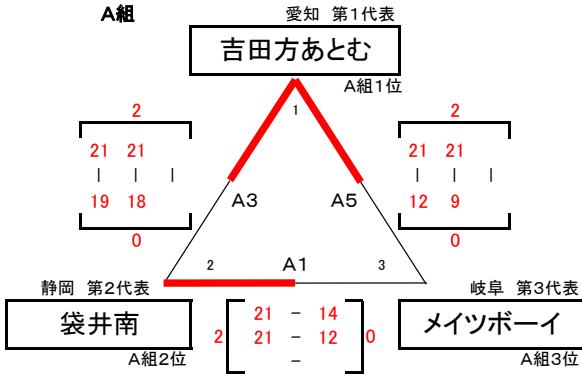 A組
愛知 第1代表
吉田方あとむ
A組1位
1
2
21 21
| | |
19 18
0
2
21 21
| | |
12 9
0
A3
A5
2
A1
3
静岡 第2代表
袋井南
A組2位
2
21 - 14
21 - 12
-
0
岐阜 第3代表
メイツボーイ
A組3位